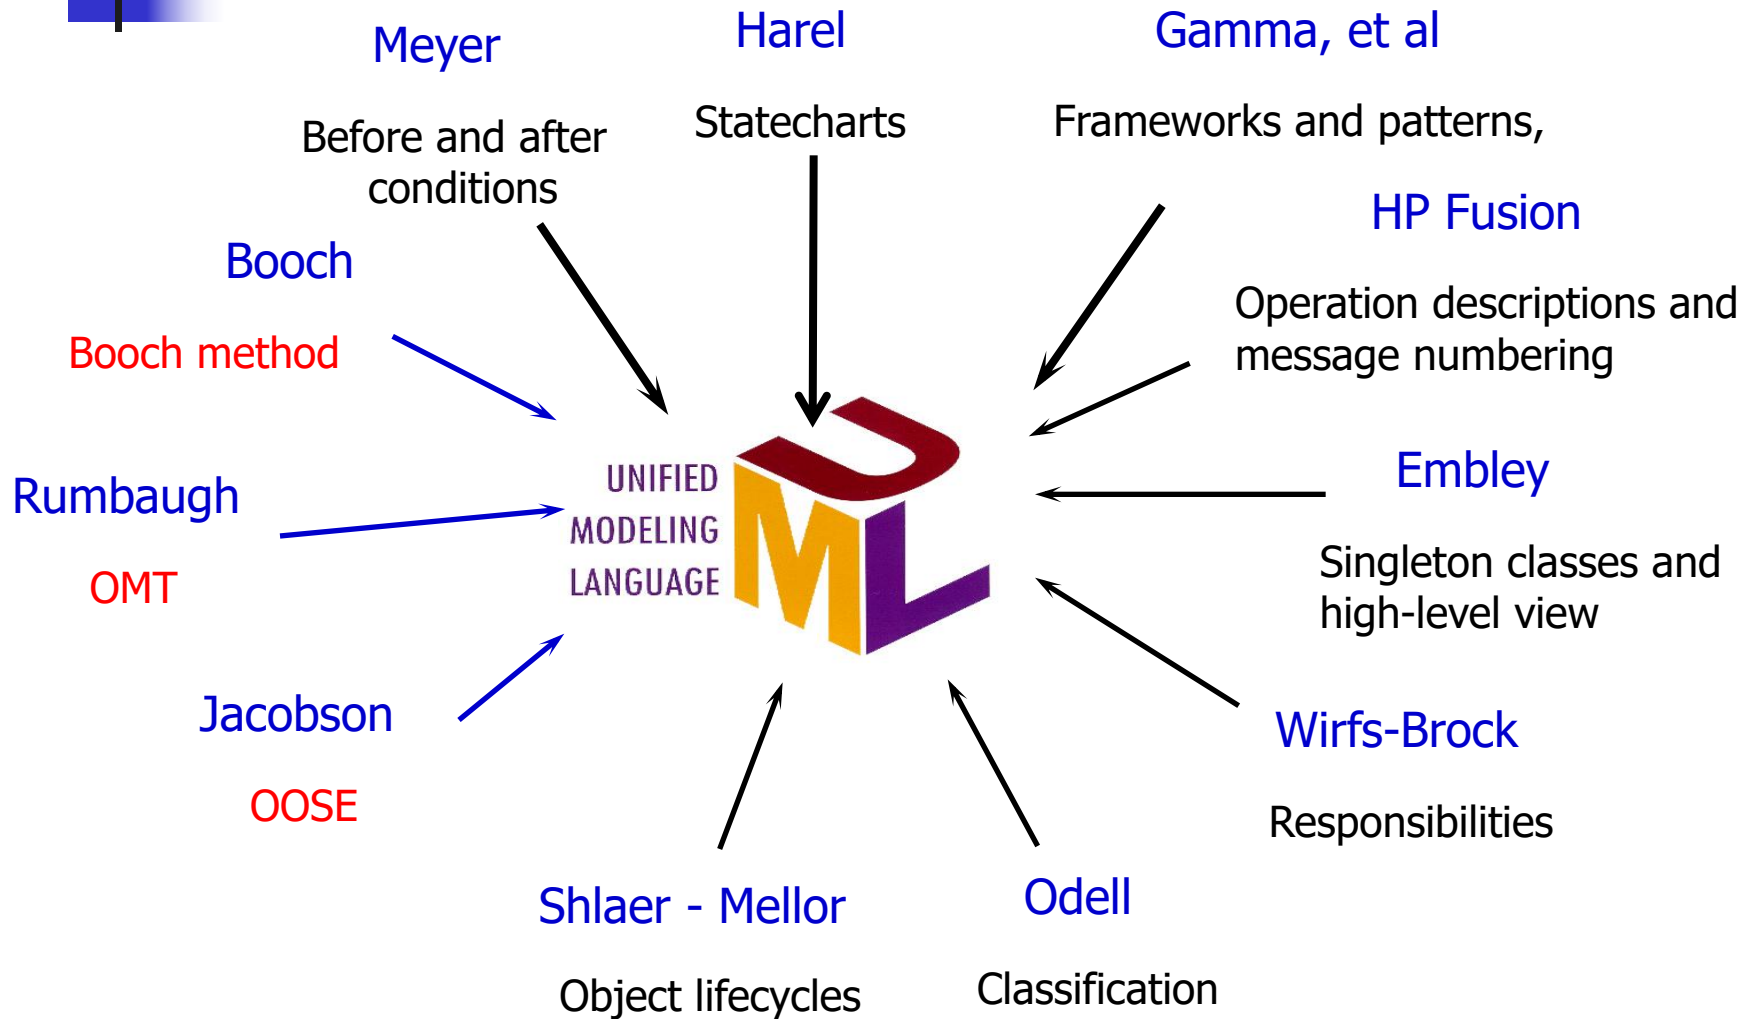 Meyer
Before and after
conditions
Harel
Statecharts
Gamma, et al
Frameworks and patterns,
HP Fusion
Operation descriptions and
message numbering
Booch
Booch method
Rumbaugh
OMT
UNIFIED
MODELING
LANGUAGE
UML
Embley
Singleton classes and
high-level view
Jacobson
OOSE
Wirfs-Brock
Responsibilities
Shlaer - Mellor
Object lifecycles
Odell
Classification